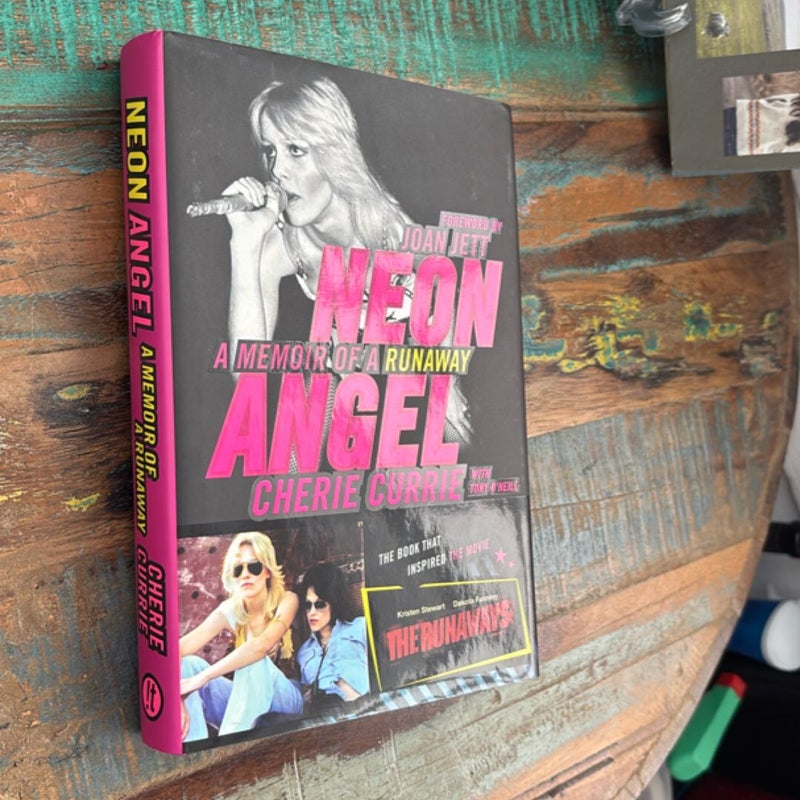 NEON ANGEL A MEMOIR OF A RUNAWAY CHERIE CURRIE
it
FOREWORD BY
JOAN JETT
NEON
A MEMOIR OF A RUNAWAY
ANGEL
CHERIE CURRIE WITH TONY O'NEILL
THE BOOK THAT
INSPIRED THE MOVIE
Kristen Stewart Dakota Fanning
THE RUNAWAYS